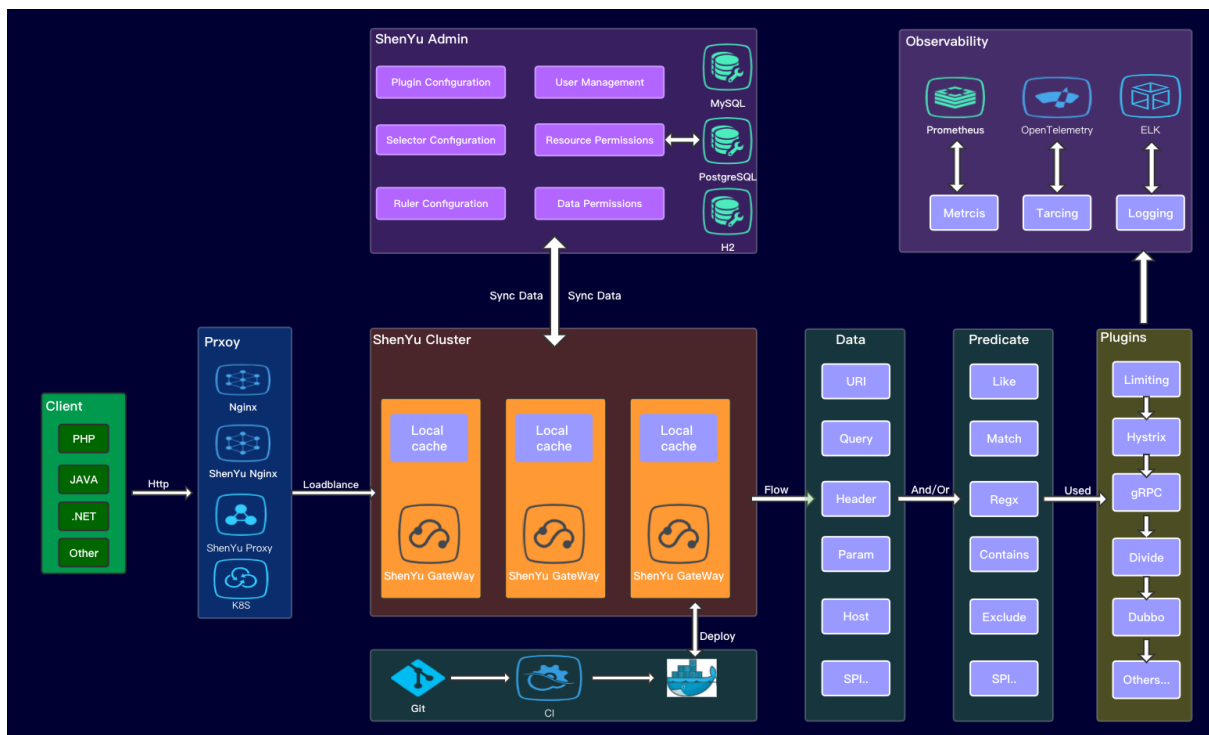 ShenYu Admin
Plugin Configuration
User Management
MySQL
Selector Configuration
Resource Permissions
PostgreSQL
Ruler Configuration
Data Permissions
H2
Observability
Prometheus
OpenTelemetry
ELK
Metrcis
Tarcing
Logging
Sync Data
Sync Data
Client
PHP
JAVA
.NET
Other
Http
Prxoy
Nginx
ShenYu Nginx
ShenYu Proxy
K8S
Loadblance
ShenYu Cluster
Local
cache
ShenYu GateWay
Local
cache
ShenYu GateWay
Local
cache
ShenYu GateWay
Deploy
Git
CI
Flow
Data
URI
Query
Header
Param
Host
SPI..
And/Or
Predicate
Like
Match
Regx
Contains
Exclude
SPI..
Used
Plugins
Limiting
Hystrix
gRPC
Divide
Dubbo
Others...